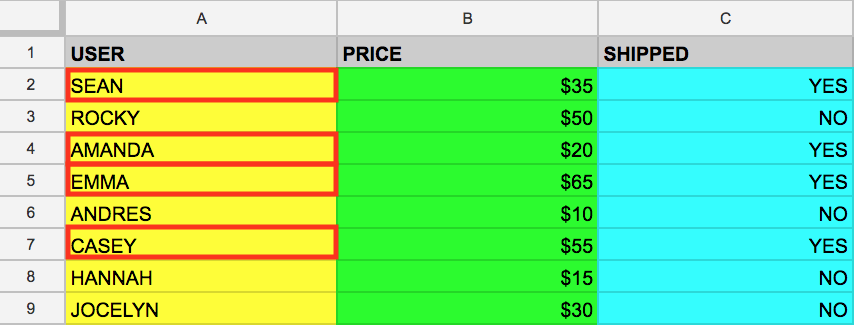 A B C
1 USER PRICE SHIPPED
2 SEAN $35 YES
3 ROCKY $50 NO
4 AMANDA $20 YES
5 EMMA $65 YES
6 ANDRES $10 NO
7 CASEY $55 YES
8 HANNAH $15 NO
9 JOCELYN $30 NO